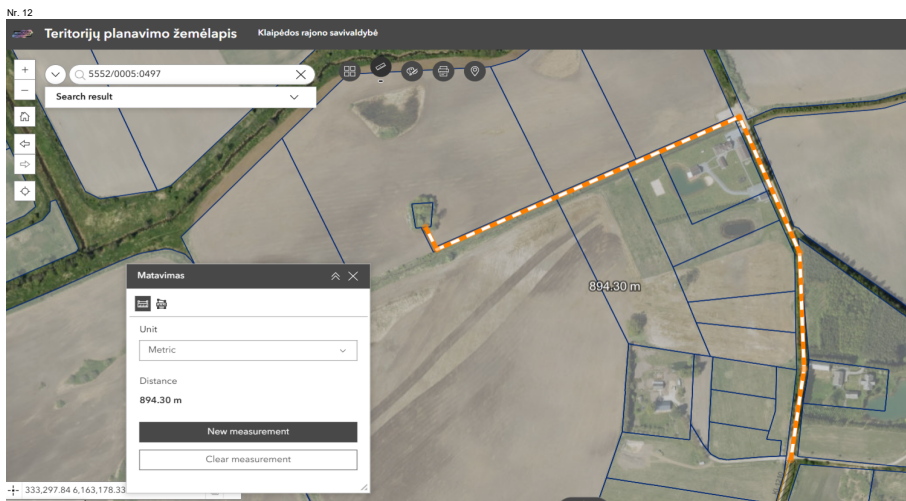 Nr. 12
Teritorijų planavimo žemėlapis Klaipėdos rajono savivaldybė
+
5552/0005:0497
−
Search result
894.30 m
Matavimas
Unit
Metric
Distance
894.30 m
New measurement
Clear measurement
333,297.84 6,163,178.33